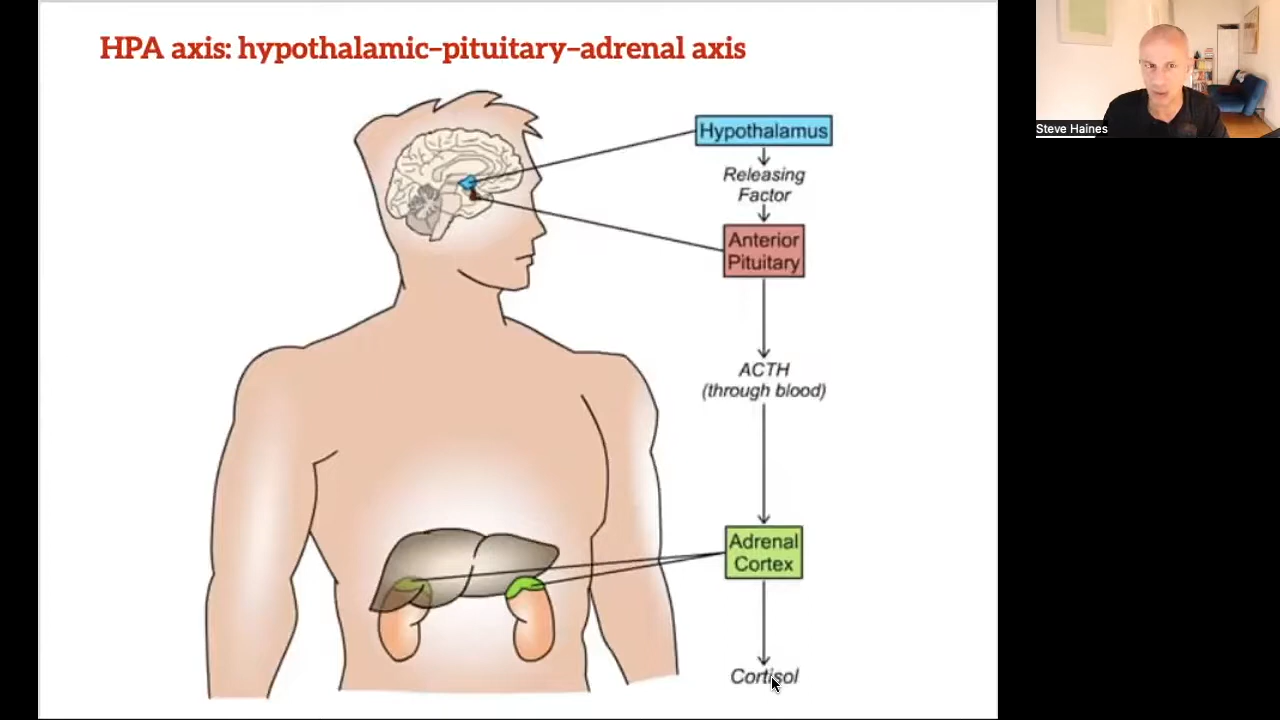 HPA axis: hypothalamic–pituitary–adrenal axis
Hypothalamus
Releasing
Factor
Anterior
Pituitary
ACTH
(through blood)
Adrenal
Cortex
Cortisol
Steve Haines